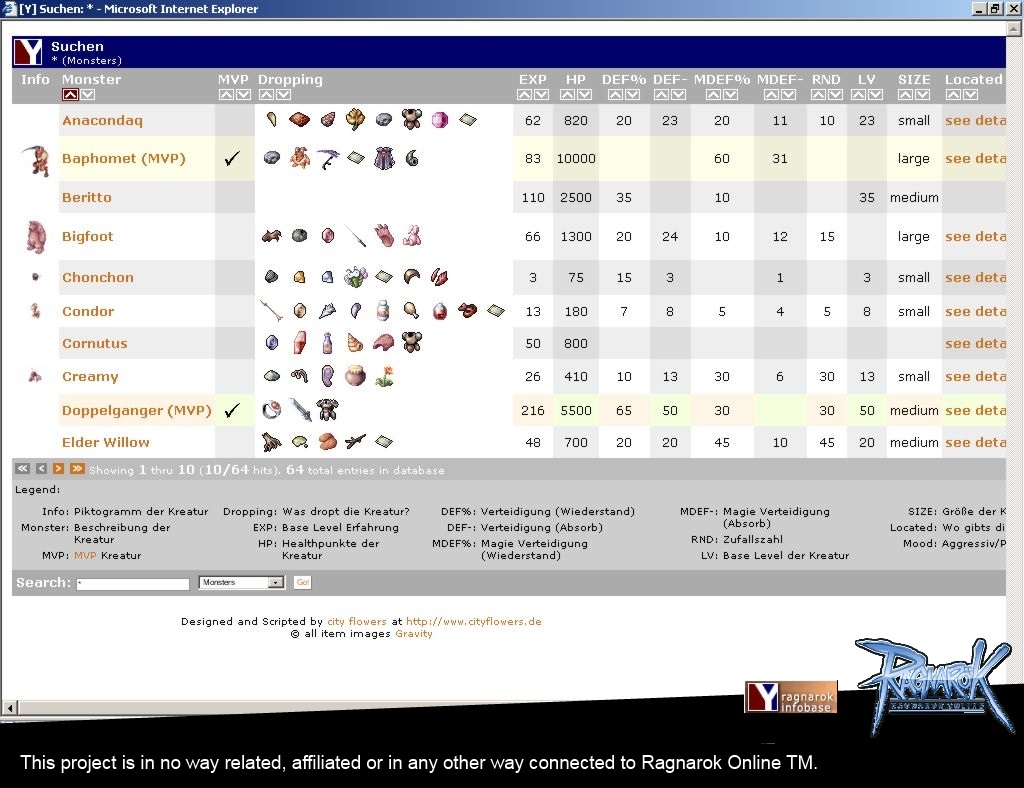 [Y] Suchen: * - Microsoft Internet Explorer
Y Suchen
* (Monsters)
Info Monster MVP Dropping EXP HP DEF% DEF- MDEF% MDEF- RND LV SIZE Located
Anacondaq 62 820 20 23 20 11 10 23 small see deta
Baphomet (MVP) ✓ 83 10000 60 31 large see deta
Beritto 110 2500 35 10 35 medium
Bigfoot 66 1300 20 24 10 12 15 large see deta
Chonchon 3 75 15 3 1 3 small see deta
Condor 13 180 7 8 5 4 5 8 small see deta
Cornutus 50 800 see deta
Creamy 26 410 10 13 30 6 30 13 small see deta
Doppelganger (MVP) ✓ 216 5500 65 50 30 30 50 medium see deta
Elder Willow 48 700 20 20 45 10 45 20 medium see deta
Showing 1 thru 10 (10/64 hits). 64 total entries in database
Legend:
Info: Piktogramm der Kreatur Dropping: Was dropt die Kreatur? DEF%: Verteidigung (Wiederstand) MDEF-: Magie Verteidigung (Absorb) SIZE: Größe der K
Monster: Beschreibung der Kreatur EXP: Base Level Erfahrung DEF-: Verteidigung (Absorb) RND: Zufallszahl Located: Wo gibts di
MVP: MVP Kreatur HP: Healthpunkte der Kreatur MDEF%: Magie Verteidigung (Wiederstand) LV: Base Level der Kreatur Mood: Aggressiv/P
Search: * Monsters Go!
Designed and Scripted by city flowers at http://www.cityflowers.de
© all item images Gravity
Y ragnarok
infobase
RAGNAROK
This project is in no way related, affiliated or in any other way connected to Ragnarok Online TM.